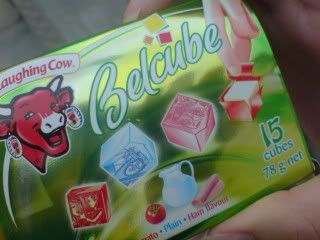 Laughing Cow.
Belcube
15
cubes
78 g net
• Plain • Ham flavour